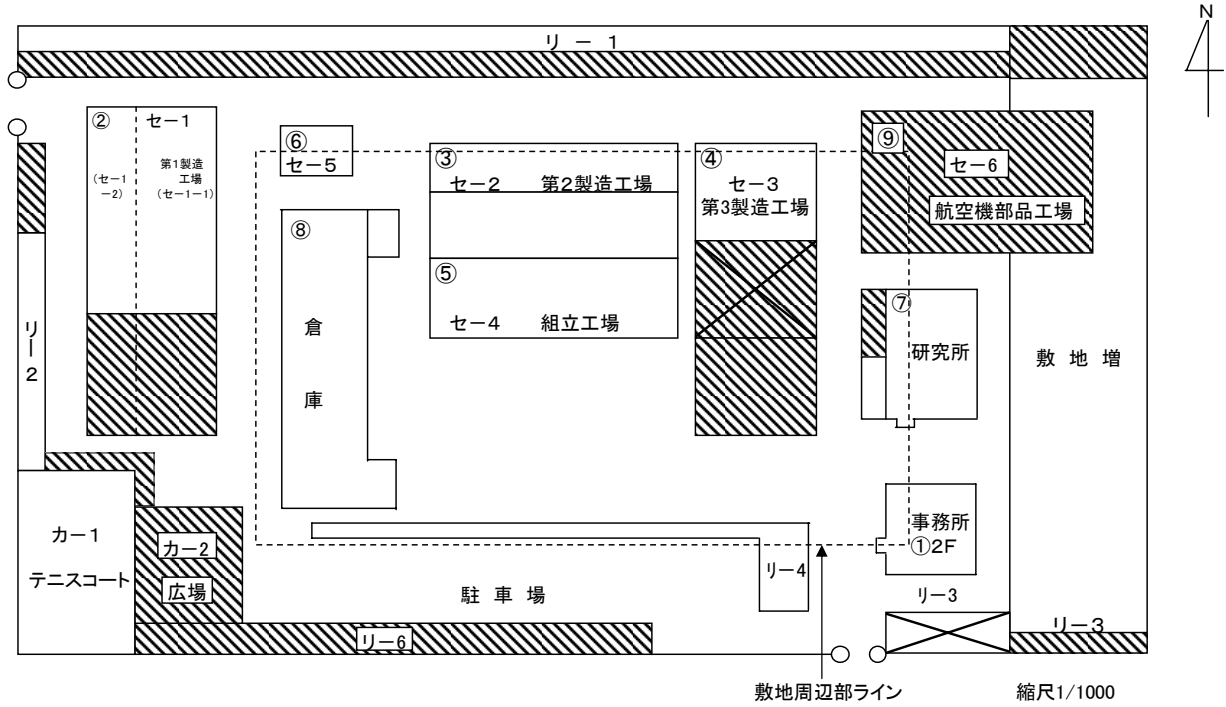 N
リ － 1
② セ－1
第1製造
工場
（セ－1－1）
（セ－1
－2）
⑥
セ－5
③
セ－2 第2製造工場
④
セ－3
第3製造工場
⑨
セ－6
航空機部品工場
⑧
倉
庫
⑤
セ－4 組立工場
⑦
研究所
敷 地 増
リ
－
2
カ－1
テニスコート
カ－2
広場
駐 車 場
リ－4
事務所
①2F
リ－3
リ－3
リ－6
敷地周辺部ライン
縮尺1/1000